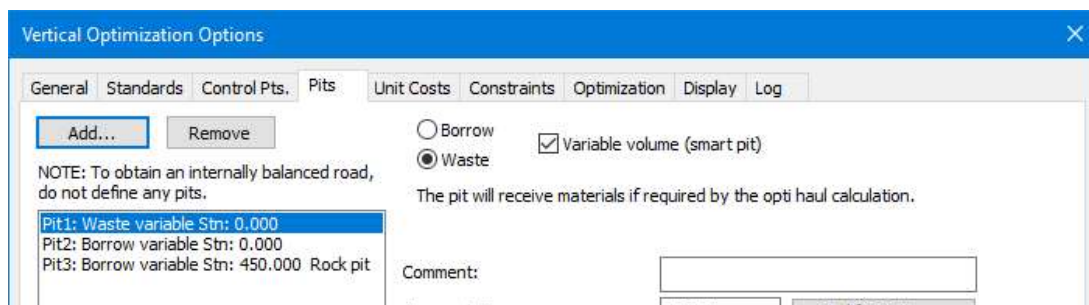 Vertical Optimization Options
General Standards Control Pts. Pits Unit Costs Constraints Optimization Display Log
Add... Remove
Borrow
Waste
Variable volume (smart pit)
NOTE: To obtain an internally balanced road,
do not define any pits.
The pit will receive materials if required by the opti haul calculation.
Pit1: Waste variable Stn: 0.000
Pit2: Borrow variable Stn: 0.000
Pit3: Borrow variable Stn: 450.000 Rock pit
Comment: